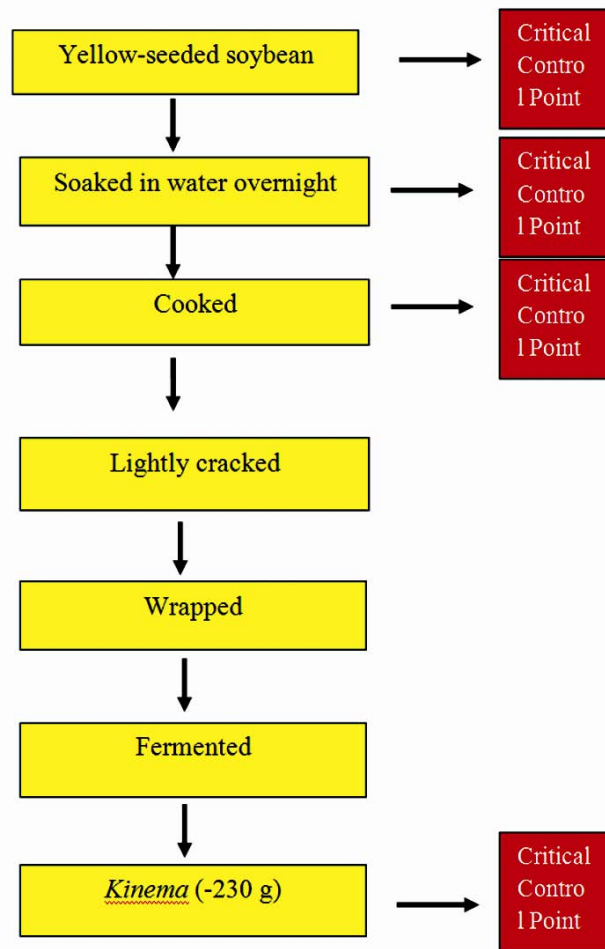 Yellow-seeded soybean
Critical
Contro
l Point
Soaked in water overnight
Critical
Contro
l Point
Cooked
Critical
Contro
l Point
Lightly cracked
Wrapped
Fermented
Kinema (-230 g)
Critical
Contro
l Point